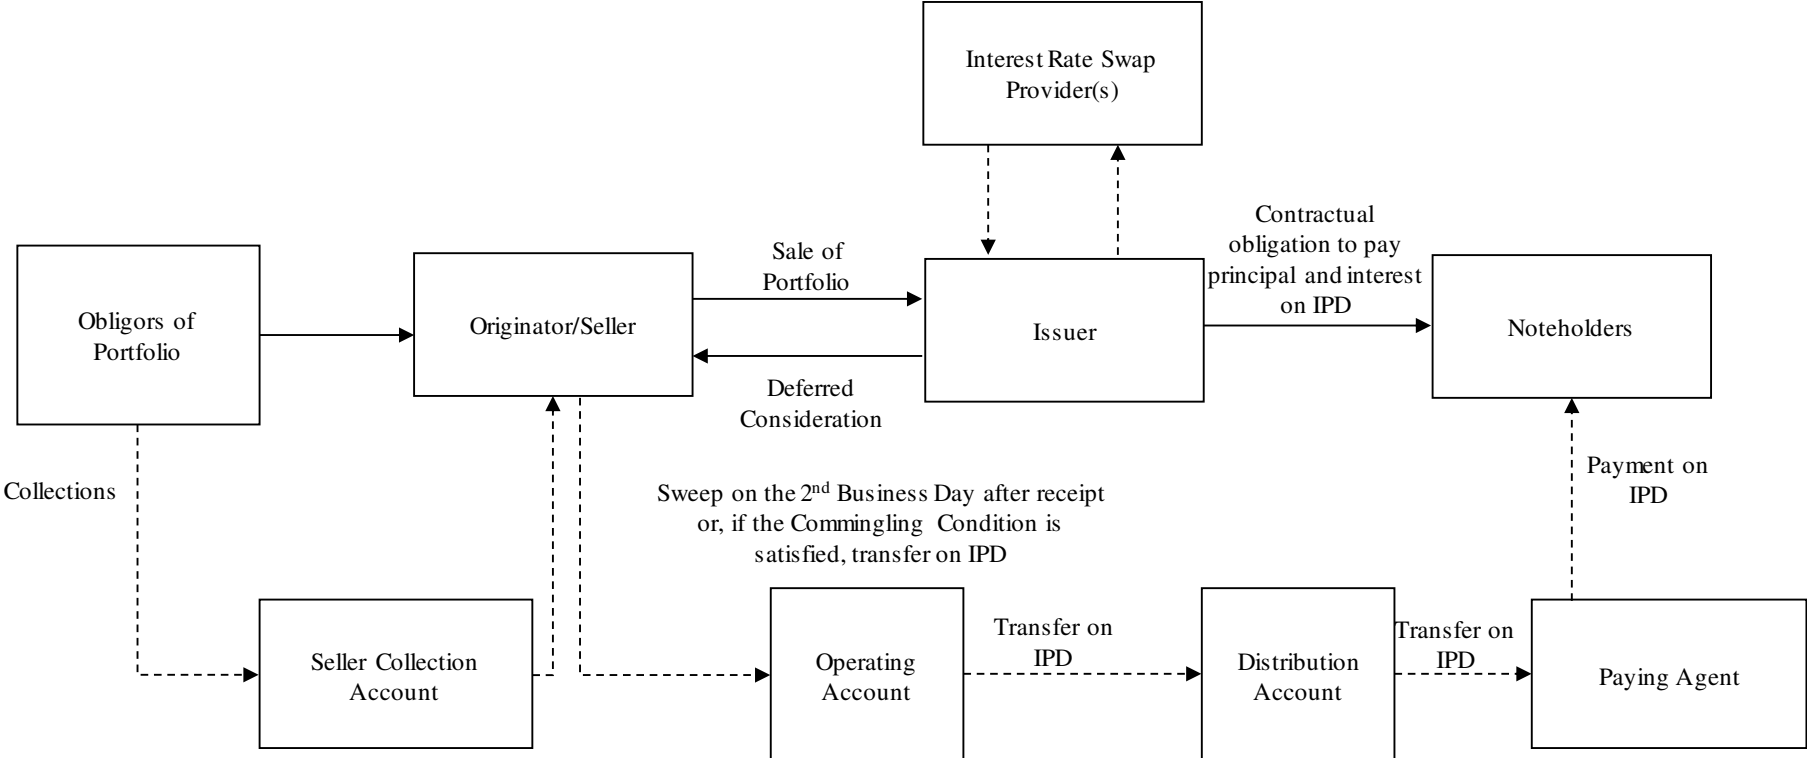 Interest Rate Swap
Provider(s)
Contractual
obligation to pay
principal and interest
on IPD
Sale of
Portfolio
Obligors of
Portfolio
Originator/Seller
Issuer
Noteholders
Deferred
Consideration
Collections
Payment on
IPD
Sweep on the 2nd Business Day after receipt
or, if the Commingling Condition is
satisfied, transfer on IPD
Seller Collection
Account
Operating
Account
Transfer on
IPD
Distribution
Account
Transfer on
IPD
Paying Agent